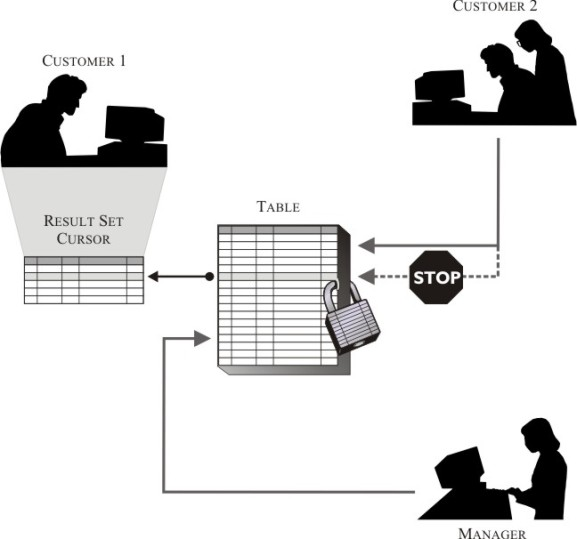 CUSTOMER 2
CUSTOMER 1
TABLE
RESULT SET
CURSOR
STOP
MANAGER